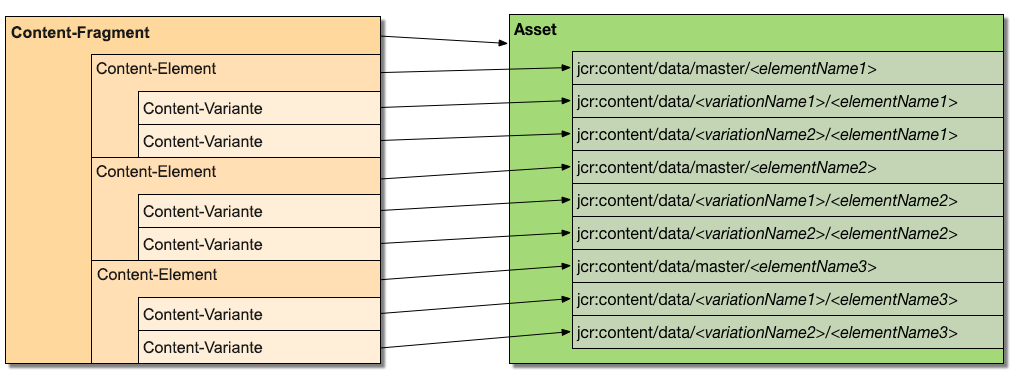 Content-Fragment
Content-Element
Content-Variante
Content-Variante
Content-Element
Content-Variante
Content-Variante
Content-Element
Content-Variante
Content-Variante
Asset
jcr:content/data/master/<elementName1>
jcr:content/data/<variationName1>/<elementName1>
jcr:content/data/<variationName2>/<elementName1>
jcr:content/data/master/<elementName2>
jcr:content/data/<variationName1>/<elementName2>
jcr:content/data/<variationName2>/<elementName2>
jcr:content/data/master/<elementName3>
jcr:content/data/<variationName1>/<elementName3>
jcr:content/data/<variationName2>/<elementName3>